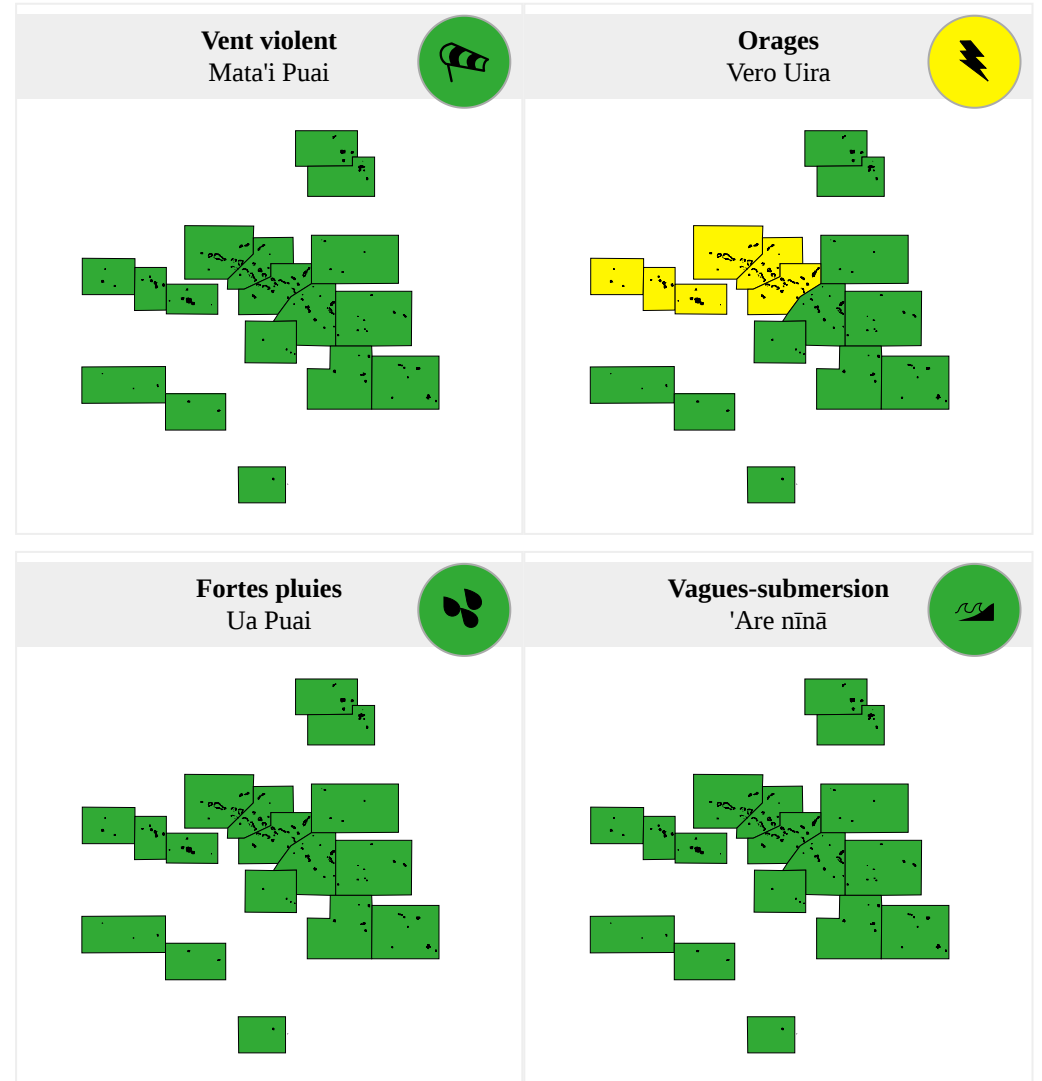 Vent violent
Mata'i Puai
Orages
Vero Uira
Fortes pluies
Ua Puai
Vagues-submersion
'Are nīnā